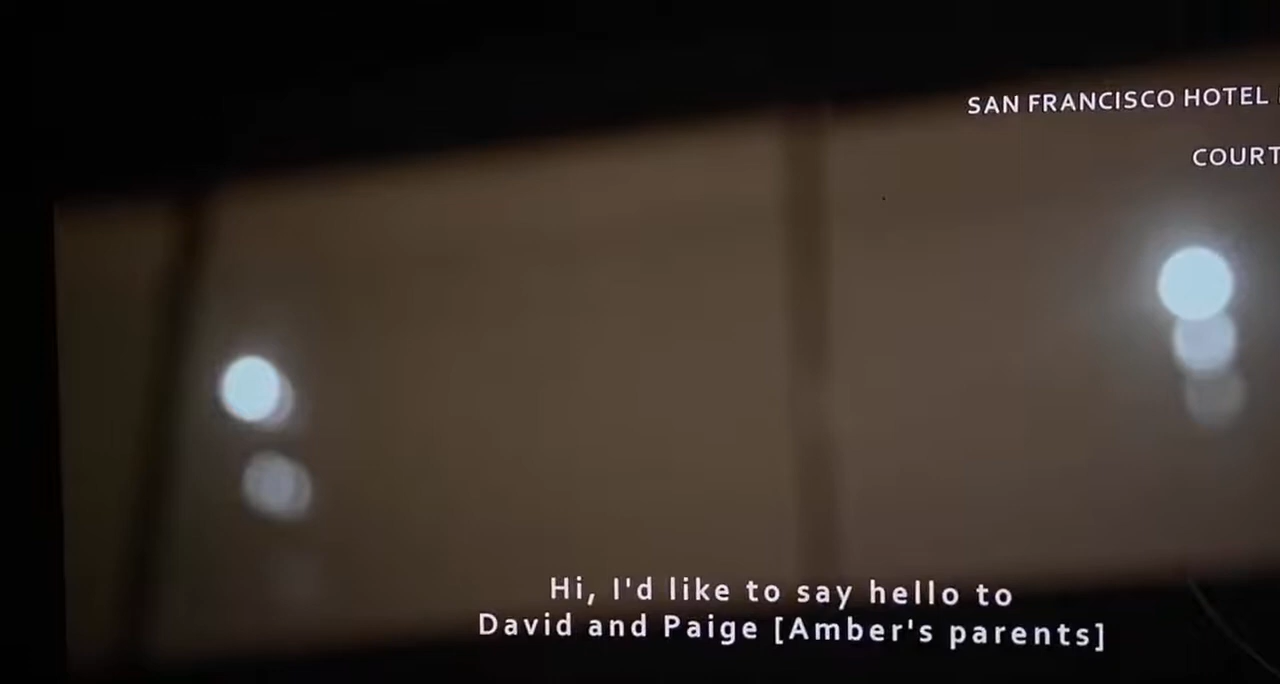 SAN FRANCISCO HOTEL
COURT
Hi, I'd like to say hello to
David and Paige [Amber's parents]